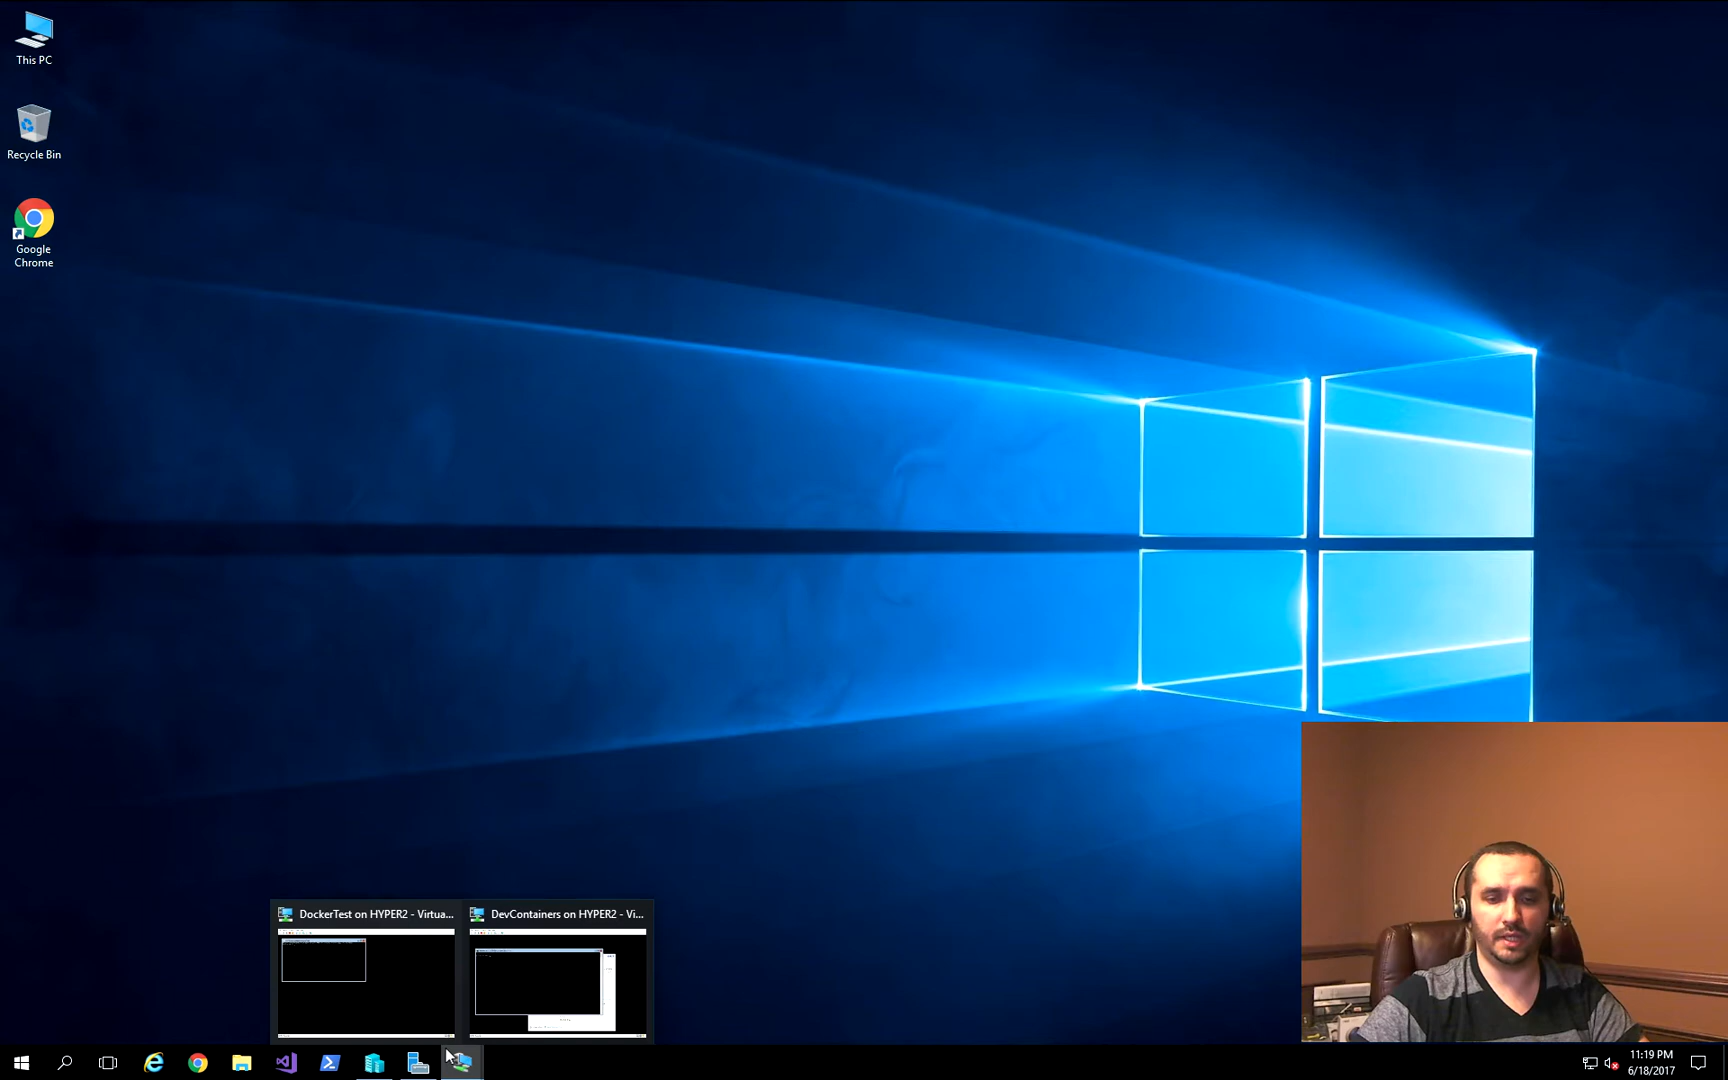 This PC
Recycle Bin
Google
Chrome
DockerTest on HYPER2 - Virtua...
DevContainers on HYPER2 - Vi...
11:19 PM
6/18/2017